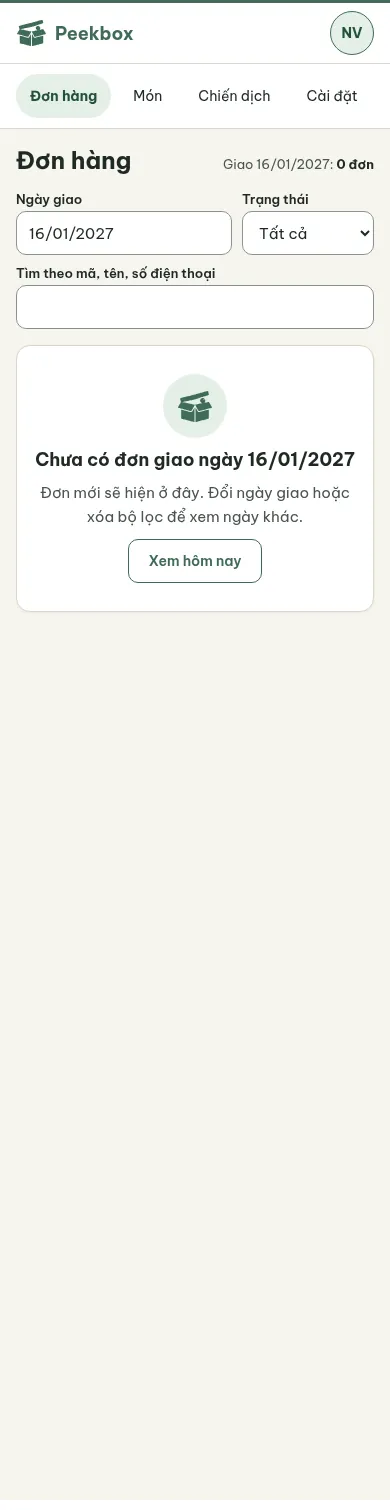 Peekbox
NV
Đơn hàng
Món
Chiến dịch
Cài đặt
Đơn hàng
Giao 16/01/2027: 0 đơn
Ngày giao
Trạng thái
16/01/2027
Tất cả
Tìm theo mã, tên, số điện thoại
Chưa có đơn giao ngày 16/01/2027
Đơn mới sẽ hiện ở đây. Đổi ngày giao hoặc
xóa bộ lọc để xem ngày khác.
Xem hôm nay